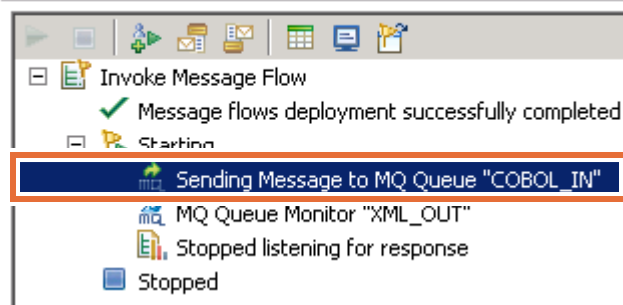 Invoke Message Flow
Message flows deployment successfully completed
Starting
Sending Message to MQ Queue "COBOL_IN"
MQ Queue Monitor "XML_OUT"
Stopped listening for response
Stopped